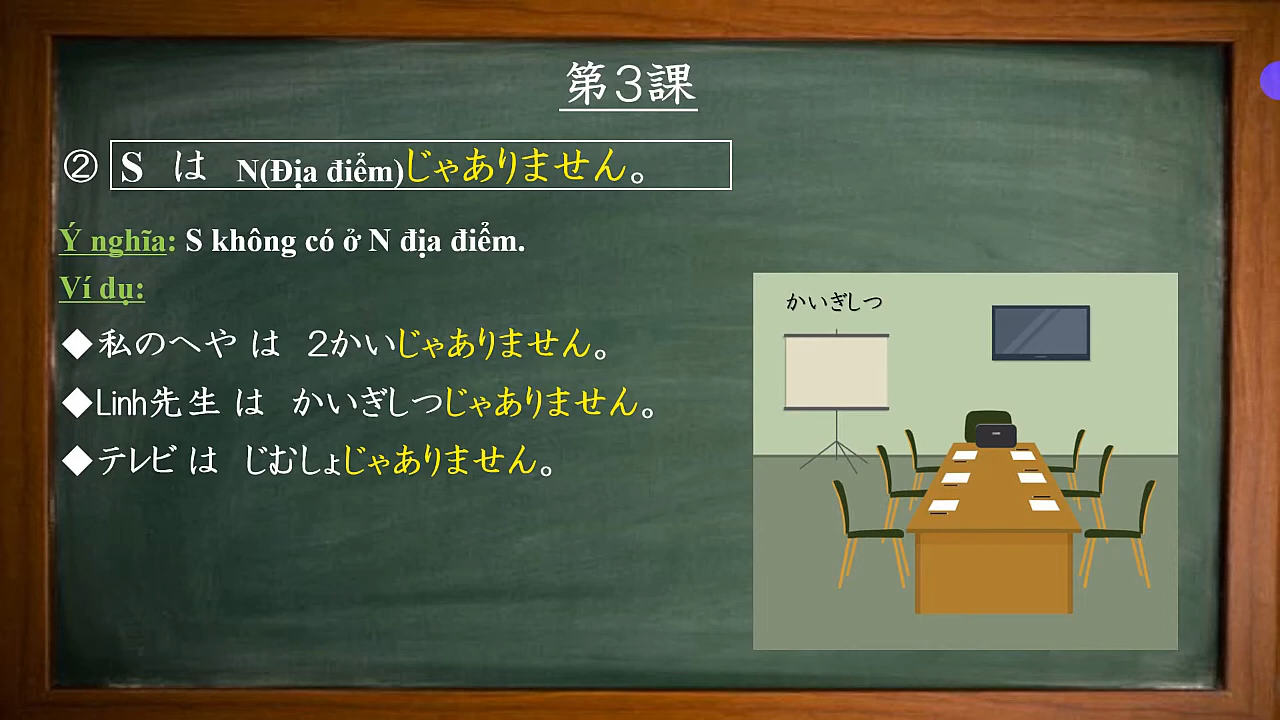 第3課
② S は N(Địa điểm)じゃありません。
Ý nghĩa: S không có ở N địa điểm.
Ví dụ:
◆私のへや は 2かいじゃありません。
◆Linh先生 は かいぎしつじゃありません。
◆テレビ は じむしょじゃありません。
かいぎしつ